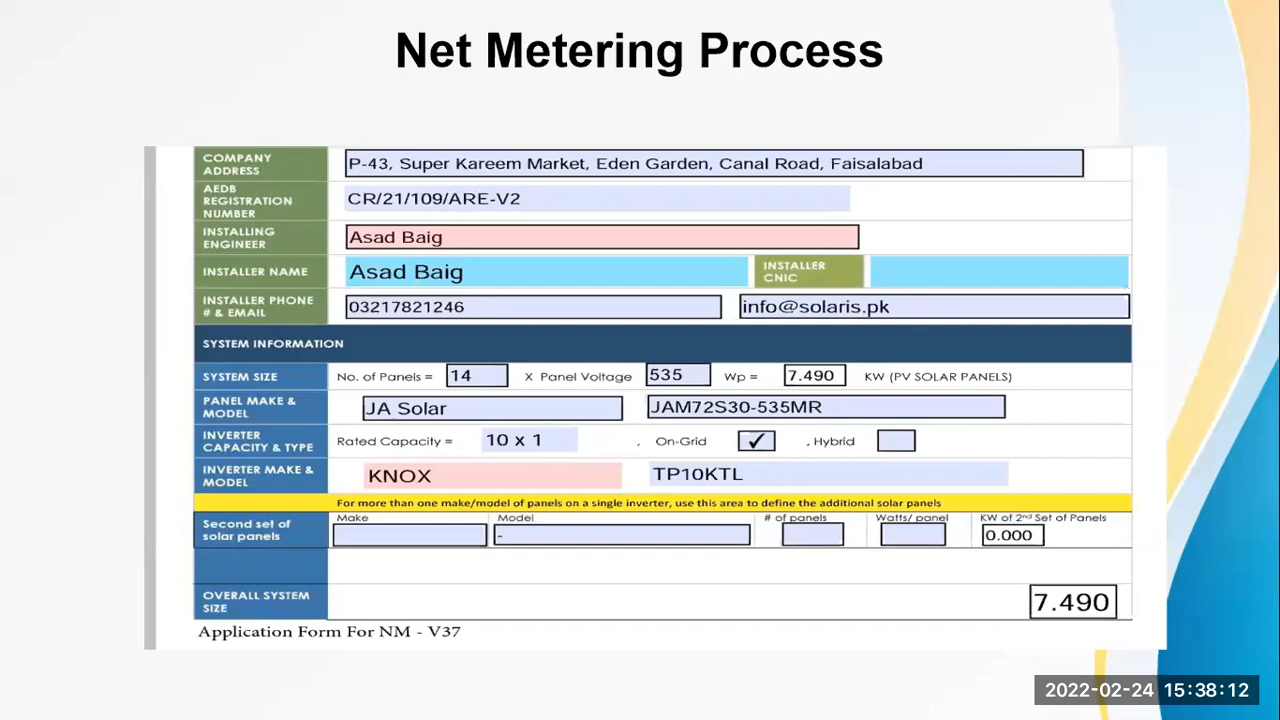 Net Metering Process
COMPANY ADDRESS P-43, Super Kareem Market, Eden Garden, Canal Road, Faisalabad
AEDB REGISTRATION NUMBER CR/21/109/ARE-V2
INSTALLING ENGINEER Asad Baig
INSTALLER NAME Asad Baig INSTALLER CNIC
INSTALLER PHONE # & EMAIL 03217821246 info@solaris.pk
SYSTEM INFORMATION
SYSTEM SIZE No. of Panels = 14 X Panel Voltage 535 Wp = 7.490 KW (PV SOLAR PANELS)
PANEL MAKE & MODEL JA Solar JAM72S30-535MR
INVERTER CAPACITY & TYPE Rated Capacity = 10 x 1 , On-Grid ✓ , Hybrid
INVERTER MAKE & MODEL KNOX TP10KTL
For more than one make/model of panels on a single inverter, use this area to define the additional solar panels
Second set of solar panels Make Model - # of panels Watts/ panel KW of 2nd Set of Panels 0.000
OVERALL SYSTEM SIZE 7.490
Application Form For NM - V37
2022-02-24 15:38:12